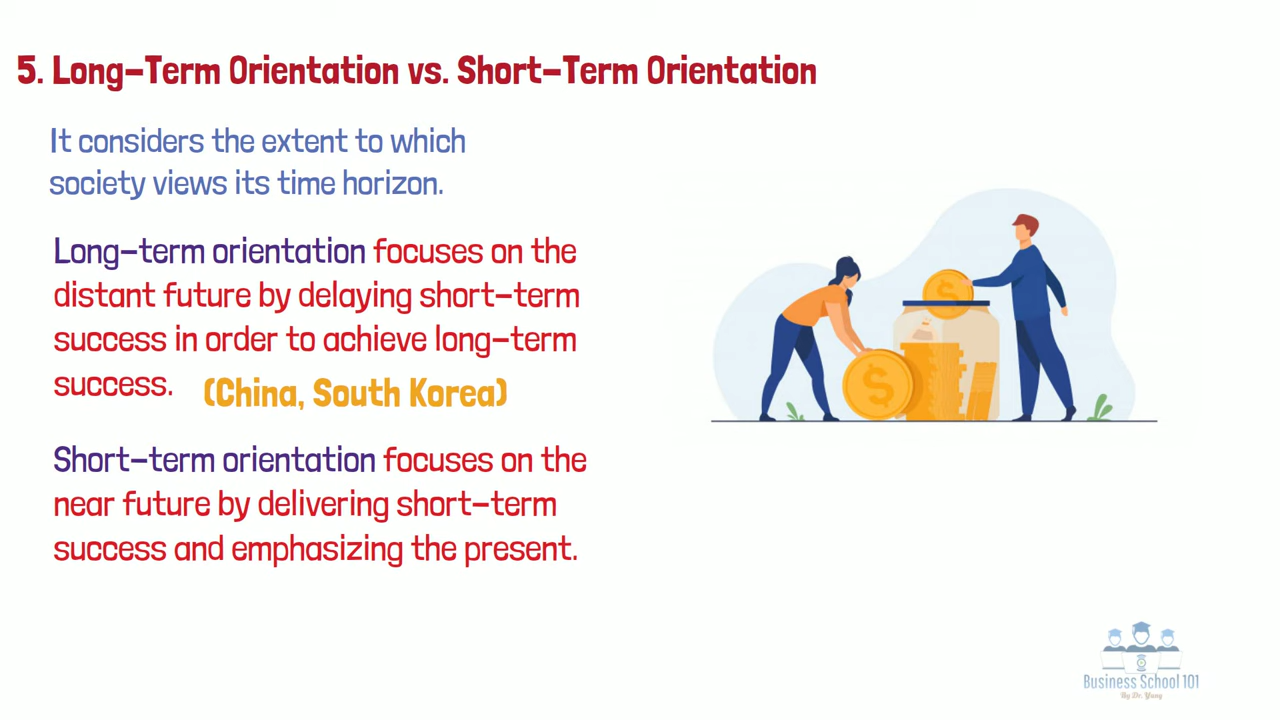 5. Long-Term Orientation vs. Short-Term Orientation
It considers the extent to which
society views its time horizon.
Long-term orientation focuses on the
distant future by delaying short-term
success in order to achieve long-term
success. (China, South Korea)
Short-term orientation focuses on the
near future by delivering short-term
success and emphasizing the present.
$
$
Business School 101
By Dr. Yang